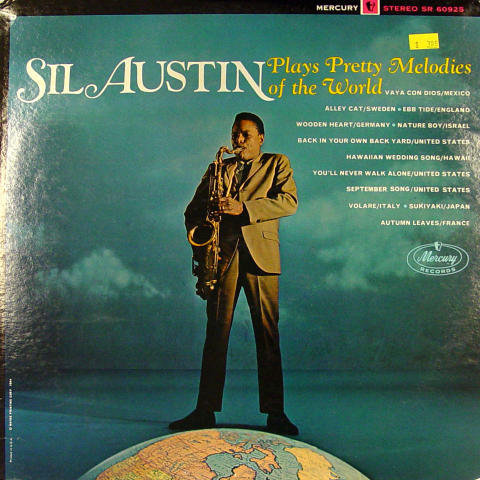 MERCURY STEREO SR 60925
SIL AUSTIN Plays Pretty Melodies
of the World
VAYA CON DIOS/MEXICO
ALLEY CAT/SWEDEN • EBB TIDE/ENGLAND
WOODEN HEART/GERMANY • NATURE BOY/ISRAEL
BACK IN YOUR OWN BACK YARD/UNITED STATES
HAWAIIAN WEDDING SONG/HAWAII
YOU'LL NEVER WALK ALONE/UNITED STATES
SEPTEMBER SONG/UNITED STATES
VOLARE/ITALY • SUKIYAKI/JAPAN
AUTUMN LEAVES/FRANCE
Mercury
RECORDS